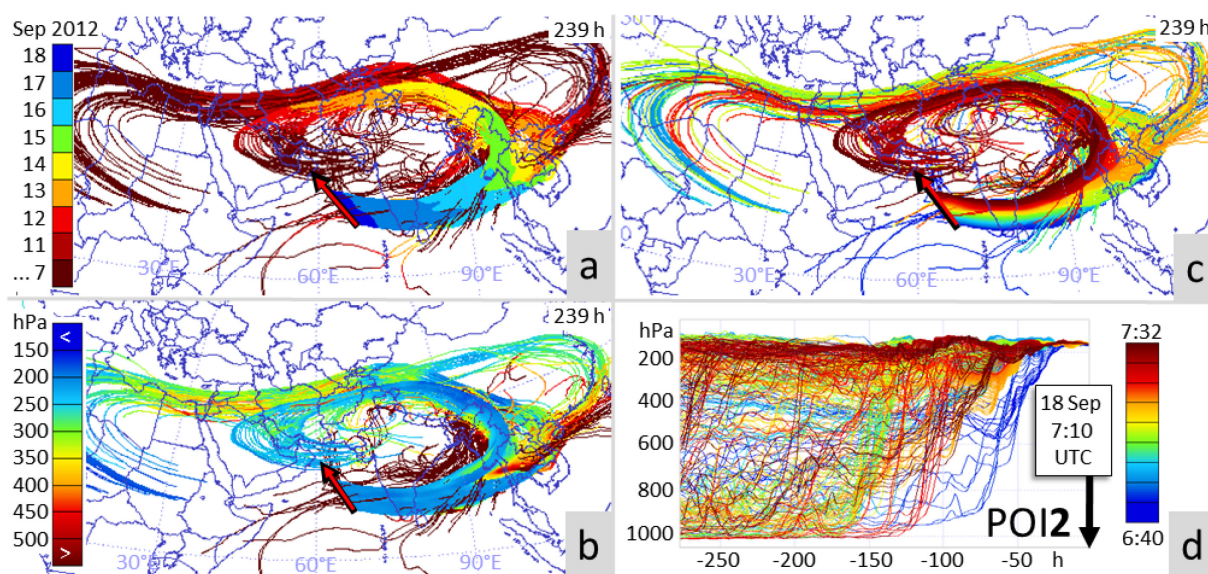 Sep 2012
18
17
16
15
14
13
12
11
... 7
239 h
30°E
60°E
90°E
a
239 h
0
30°E
60°E
90°E
c
hPa
<
150
200
250
300
350
400
450
500
>
239 h
30°E
60°E
90°E
b
hPa
200
400
600
800
1000
-250
-200
-150
-100
-50
h
18 Sep
7:10
UTC
POI2
7:32
6:40
d